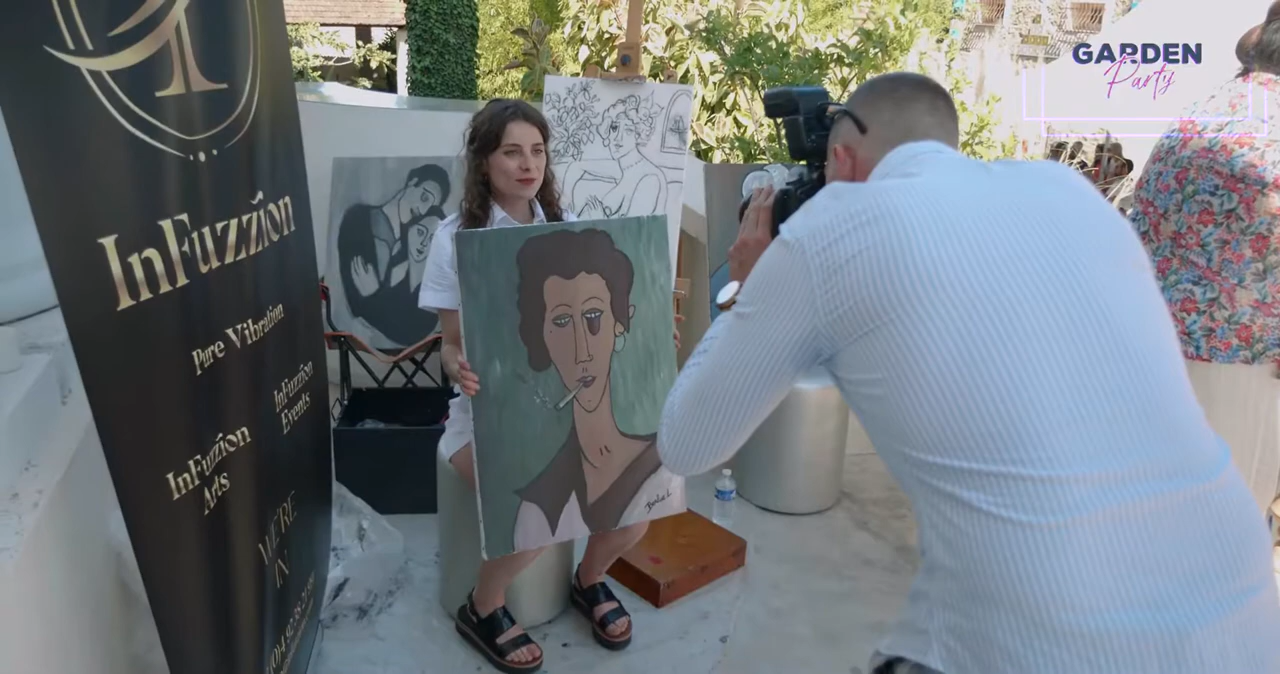 InFuzzion
Pure Vibration
InFuzzion
Events
InFuzzion
Arts
WE'RE
IN
GARDEN
Party